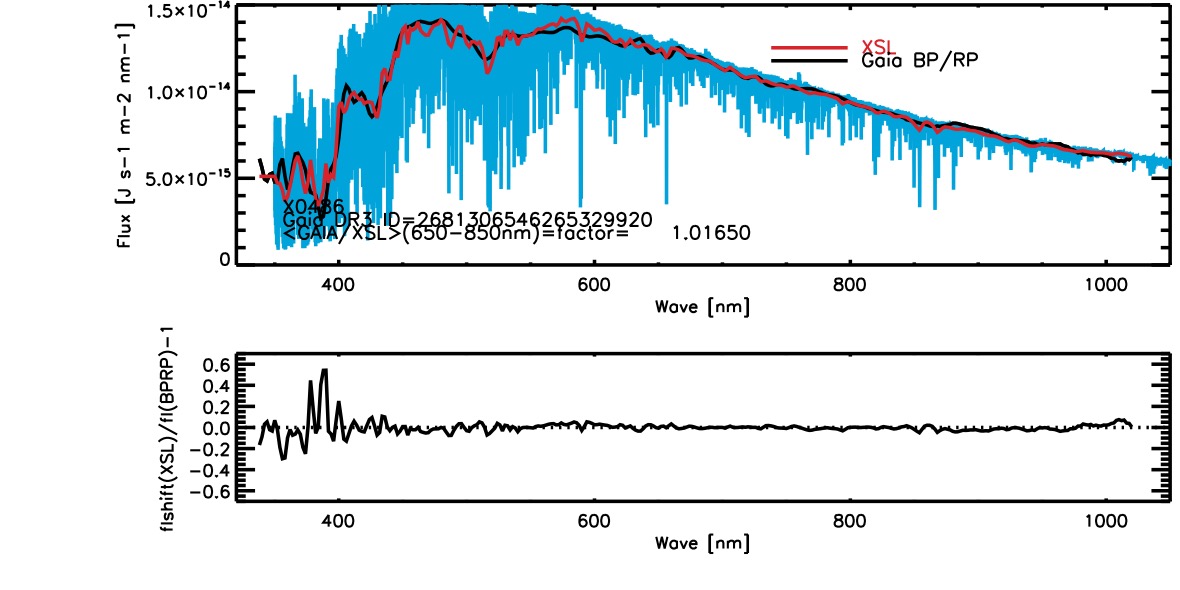 1.5×10−14
1.0×10−14
5.0×10−15
0
Flux [J s−1 m−2 nm−1]
XSL
Gaia BP/RP
X0486
Gaia DR3 ID=2681306546265329920
<GAIA/XSL>(650−850nm)=factor= 1.01650
400 600 800 1000
Wave [nm]
flshift(XSL)/fl(BPRP)−1
0.6
0.4
0.2
0.0
−0.2
−0.4
−0.6
400 600 800 1000
Wave [nm]